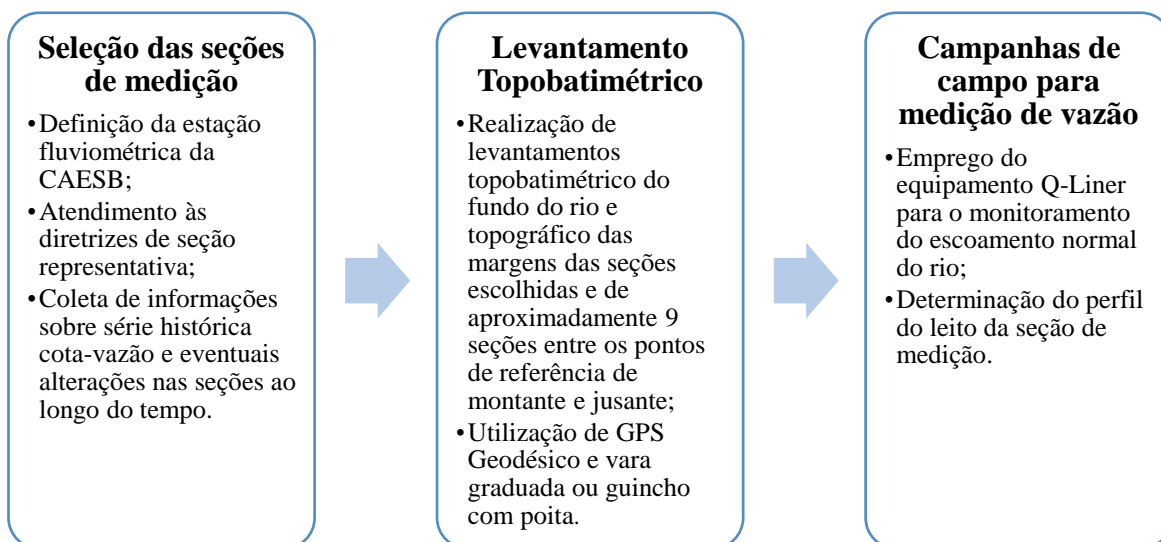 Seleção das seções
de medição
•Definição da estação
fluviométrica da
CAESB;
•Atendimento às
diretrizes de seção
representativa;
•Coleta de informações
sobre série histórica
cota-vazão e eventuais
alterações nas seções ao
longo do tempo.
Levantamento
Topobatimétrico
•Realização de
levantamentos
topobatimétrico do
fundo do rio e
topográfico das
margens das seções
escolhidas e de
aproximadamente 9
seções entre os pontos
de referência de
montante e jusante;
•Utilização de GPS
Geodésico e vara
graduada ou guincho
com poita.
Campanhas de
campo para
medição de vazão
•Emprego do
equipamento Q-Liner
para o monitoramento
do escoamento normal
do rio;
•Determinação do perfil
do leito da seção de
medição.